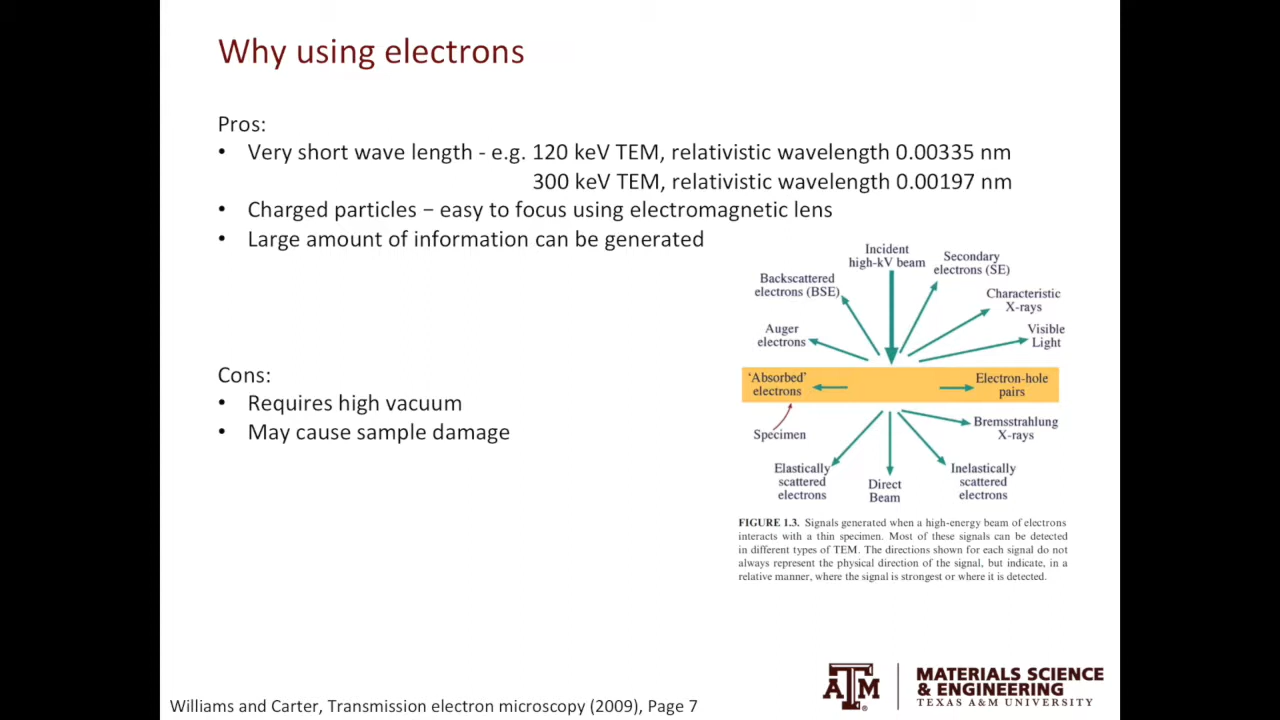 Why using electrons
Pros:
• Very short wave length - e.g. 120 keV TEM, relativistic wavelength 0.00335 nm
300 keV TEM, relativistic wavelength 0.00197 nm
• Charged particles – easy to focus using electromagnetic lens
• Large amount of information can be generated
Cons:
• Requires high vacuum
• May cause sample damage
Incident
high-kV beam
Secondary
electrons (SE)
Backscattered
electrons (BSE)
Characteristic
X-rays
Auger
electrons
Visible
Light
'Absorbed'
electrons
Electron-hole
pairs
Specimen
Bremsstrahlung
X-rays
Elastically
scattered
electrons
Direct
Beam
Inelastically
scattered
electrons
FIGURE 1.3. Signals generated when a high-energy beam of electrons
interacts with a thin specimen. Most of these signals can be detected
in different types of TEM. The directions shown for each signal do not
always represent the physical direction of the signal, but indicate, in a
relative manner, where the signal is strongest or where it is detected.
Williams and Carter, Transmission electron microscopy (2009), Page 7
ATM
MATERIALS SCIENCE
& ENGINEERING
TEXAS A&M UNIVERSITY